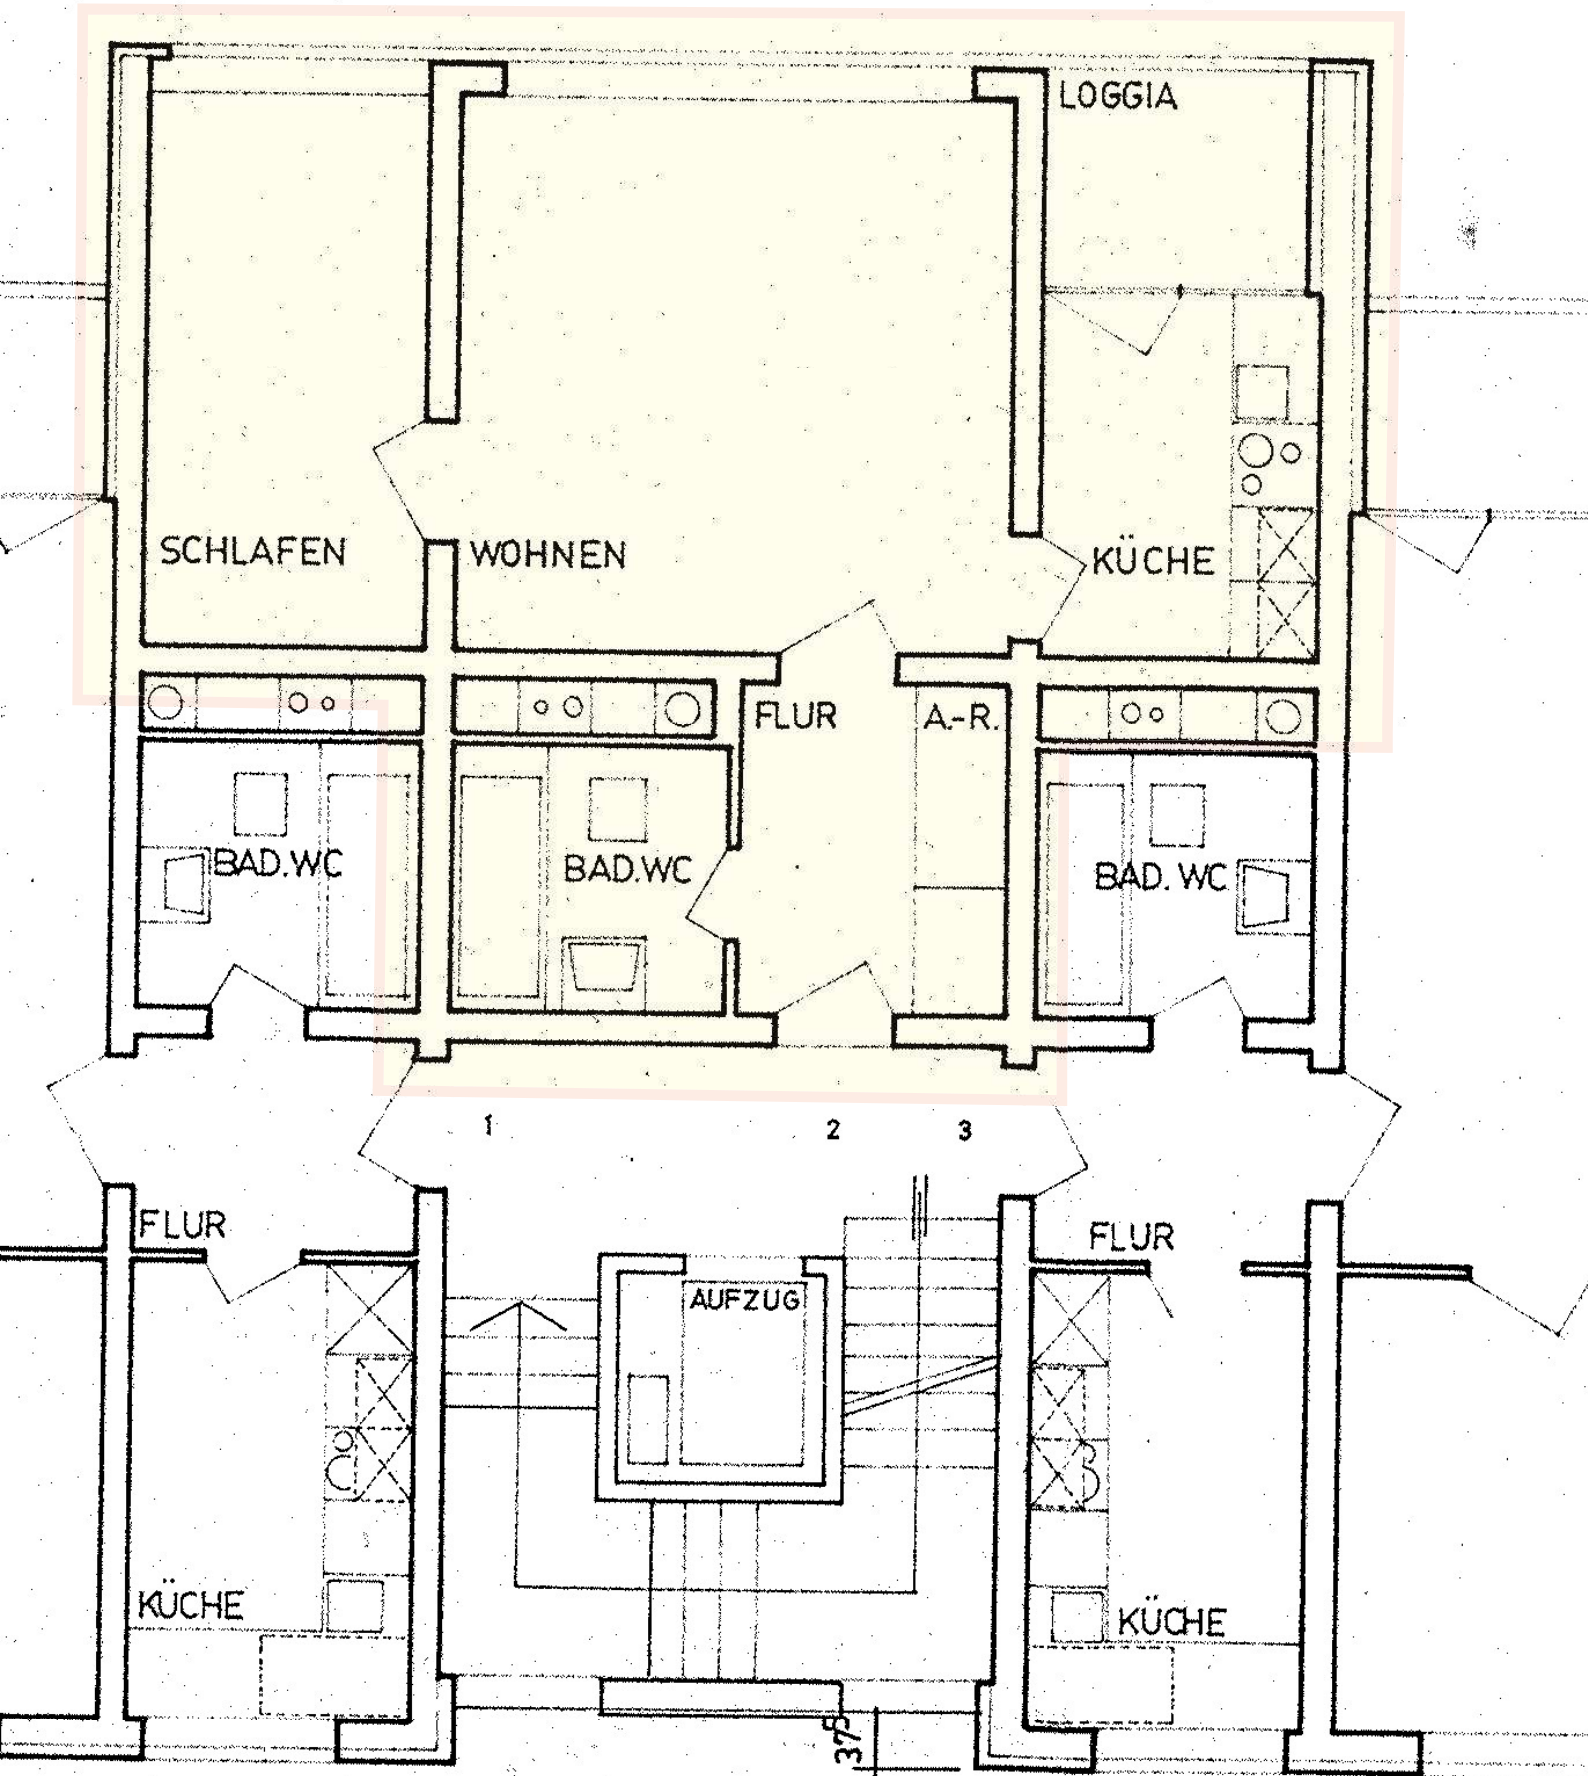 LOGGIA
SCHLAFEN
WOHNEN
KÜCHE
FLUR
A.-R.
BAD.WC
BAD.WC
BAD. WC
1
2
3
FLUR
FLUR
AUFZUG
KÜCHE
KÜCHE
375